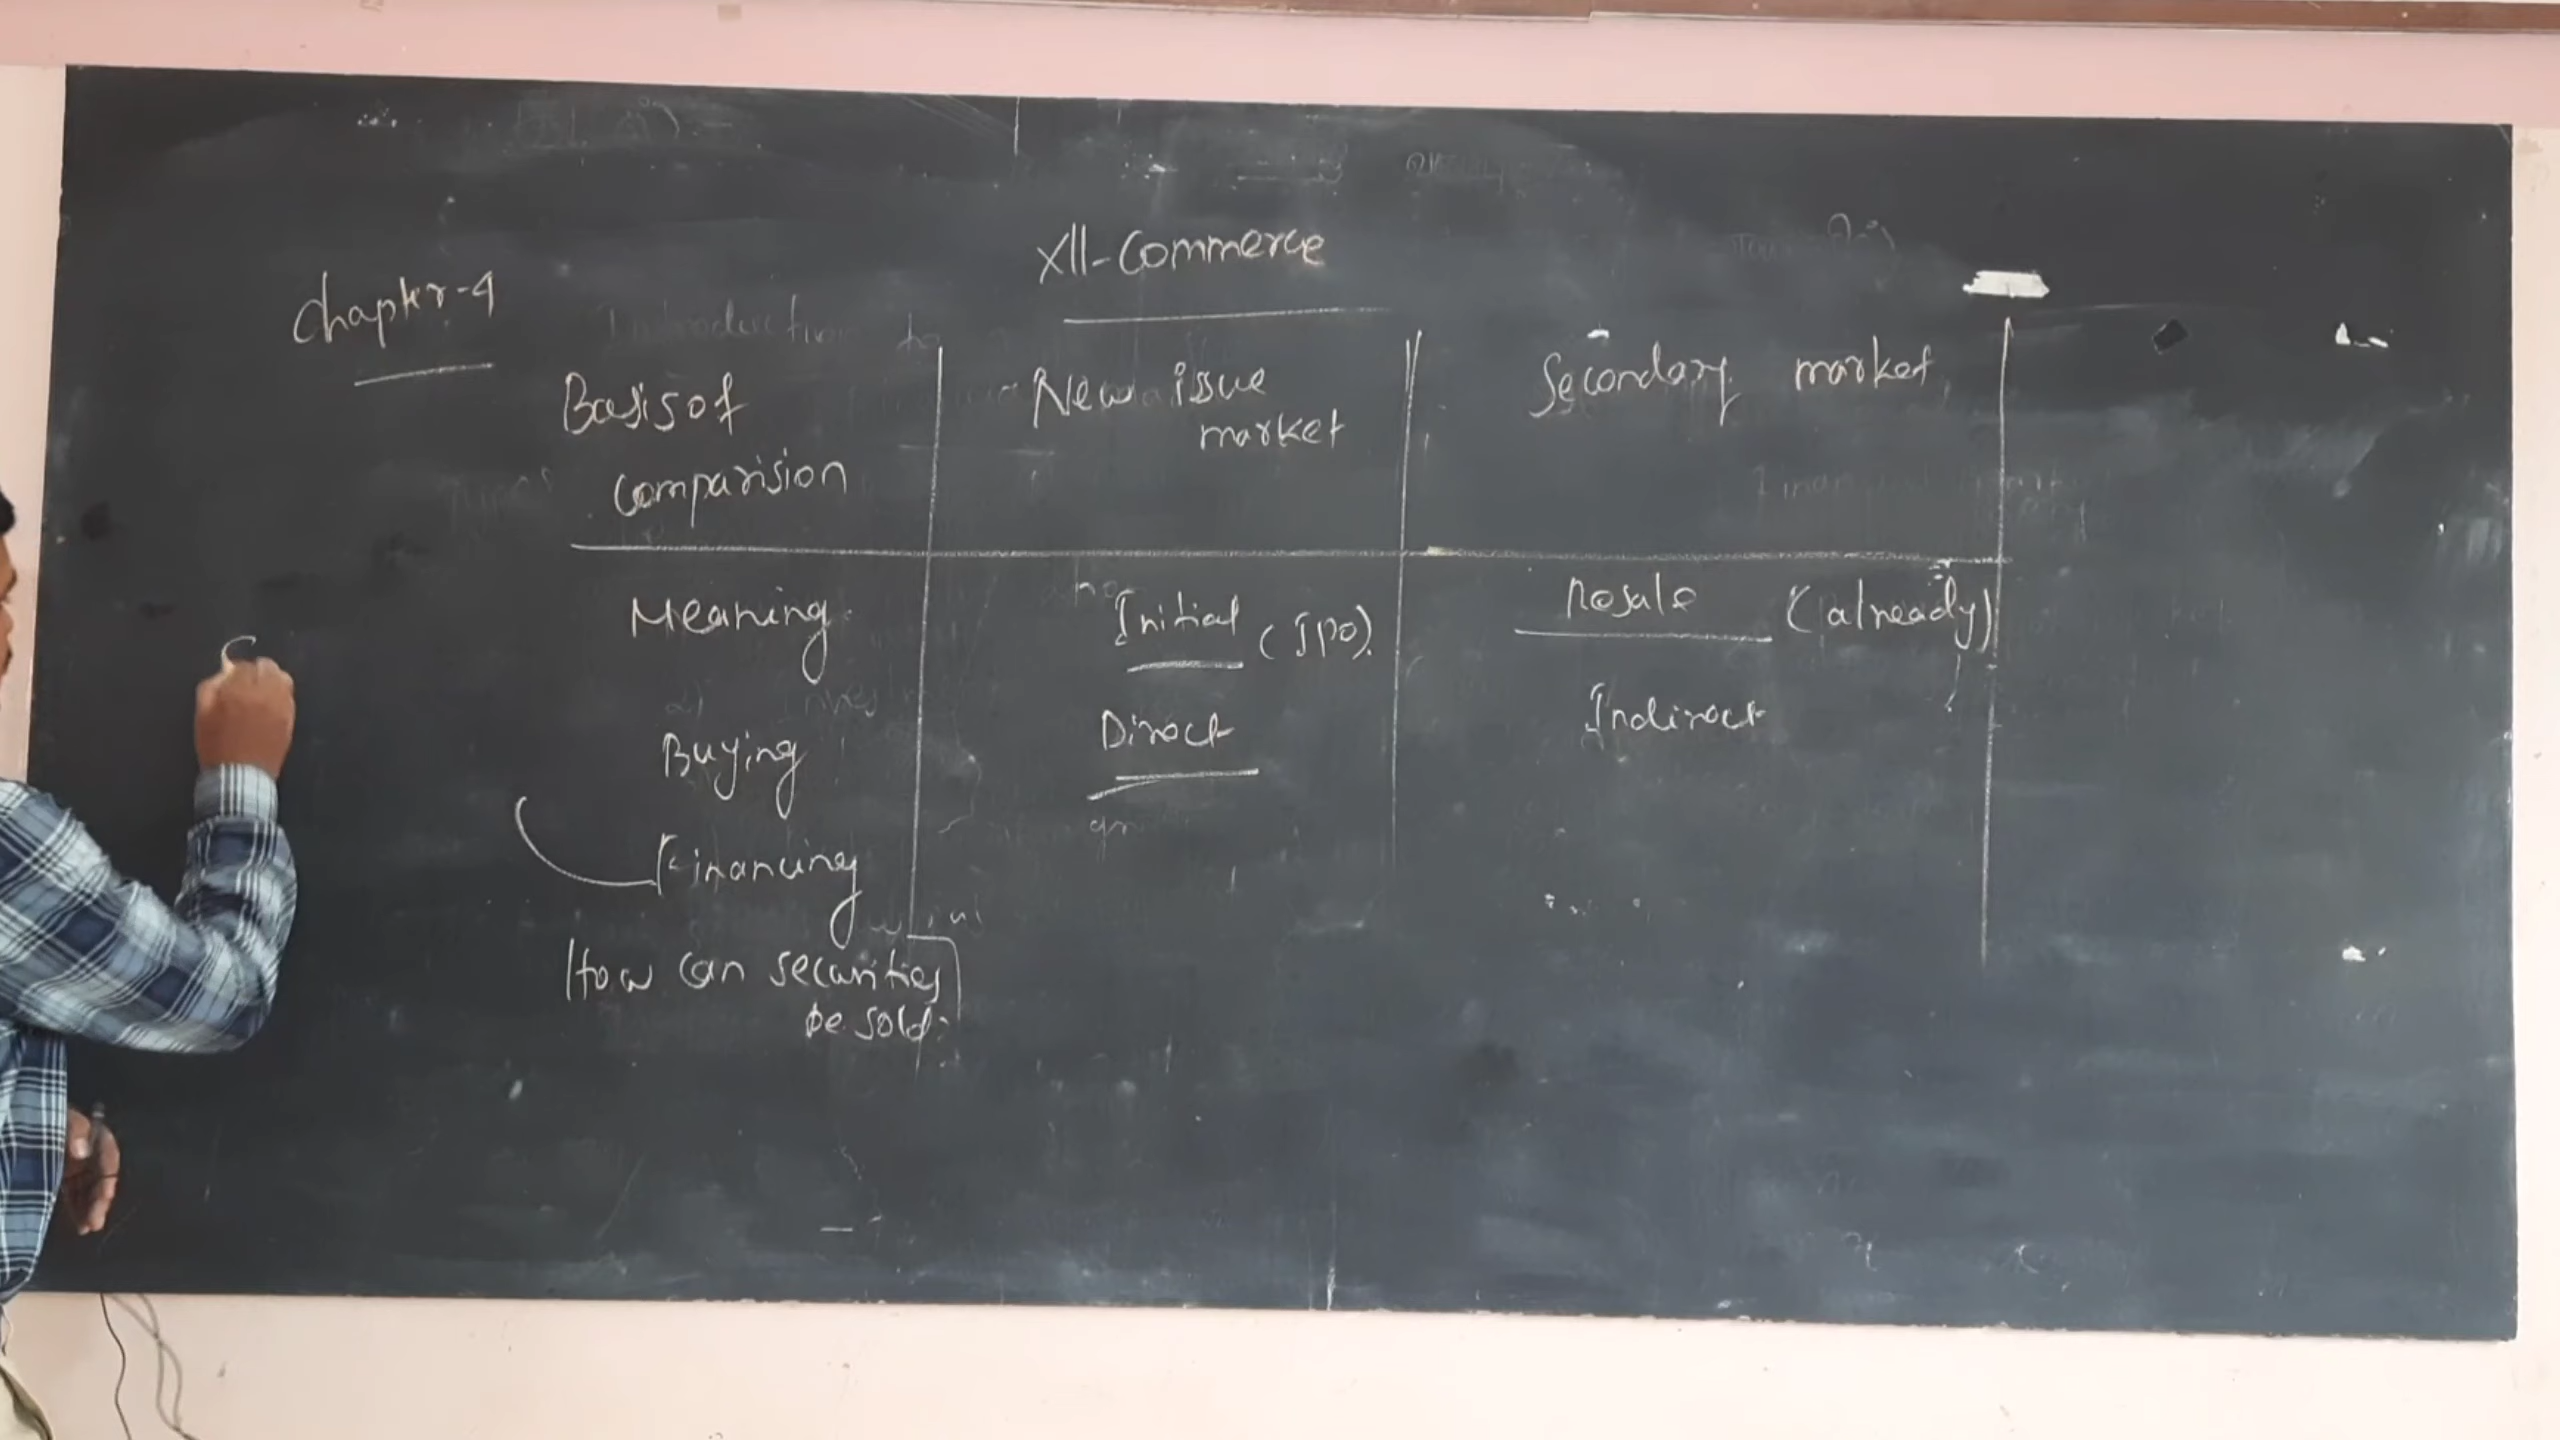 XII-Commerce
Chapter-4
Basis of
comparision
New issue
market
Secondary market
Meaning
Initial (IPO).
Resale (already)
Buying
Direct
Indirect
Financing
How can securities
be sold